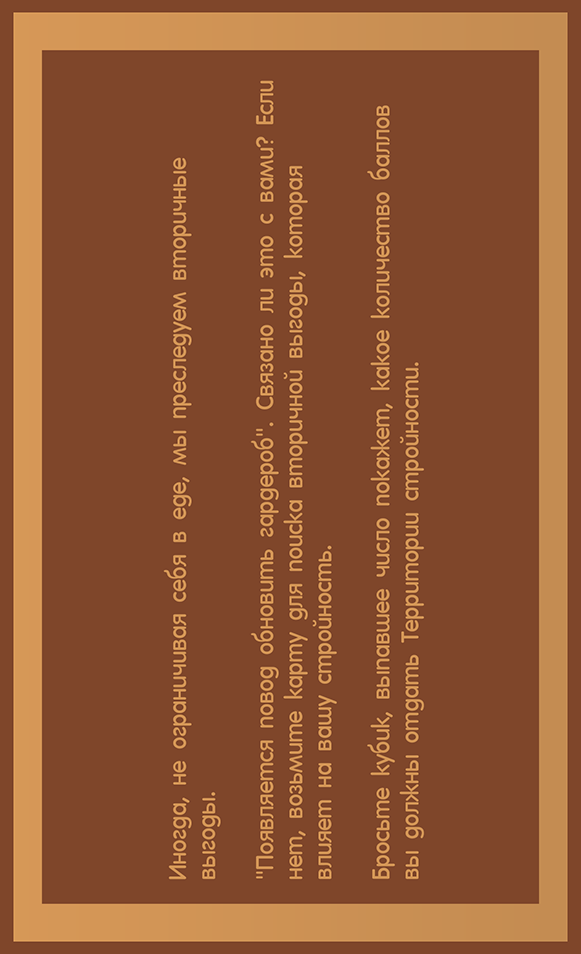 Иногда, не ограничивая себя в еде, мы преследуем вторичные
выгоды.
"Появляется повод обновить гардероб". Связано ли это с вами? Если
нет, возьмите карту для поиска вторичной выгоды, которая
влияет на вашу стройность.
Бросьте кубик, выпавшее число покажет, какое количество баллов
вы должны отдать Территории стройности.